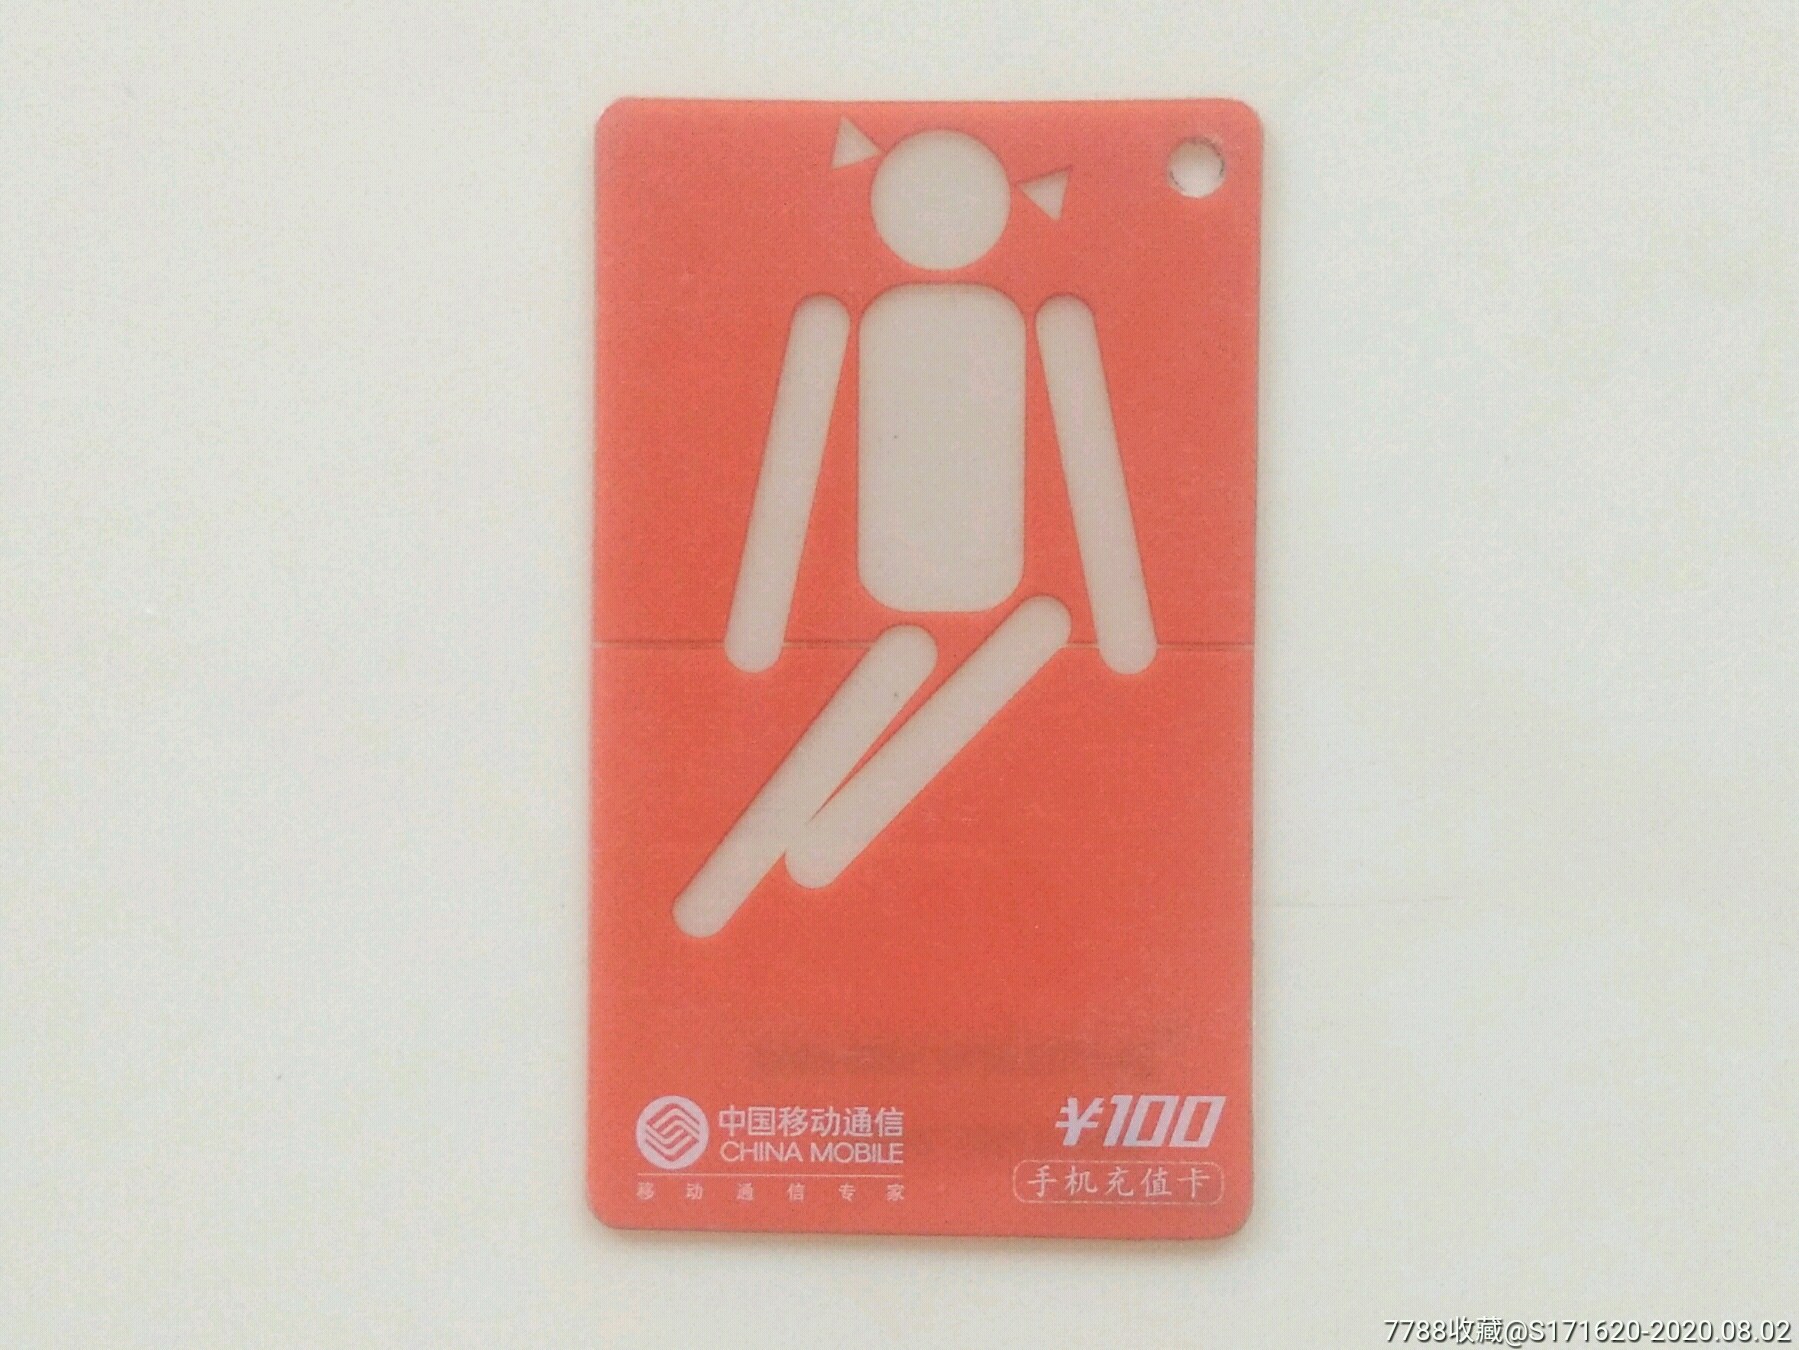 中国移动通信
CHINA MOBILE
移动通信专家
¥100
手机充值卡
7788收藏@S171620-2020.08.02